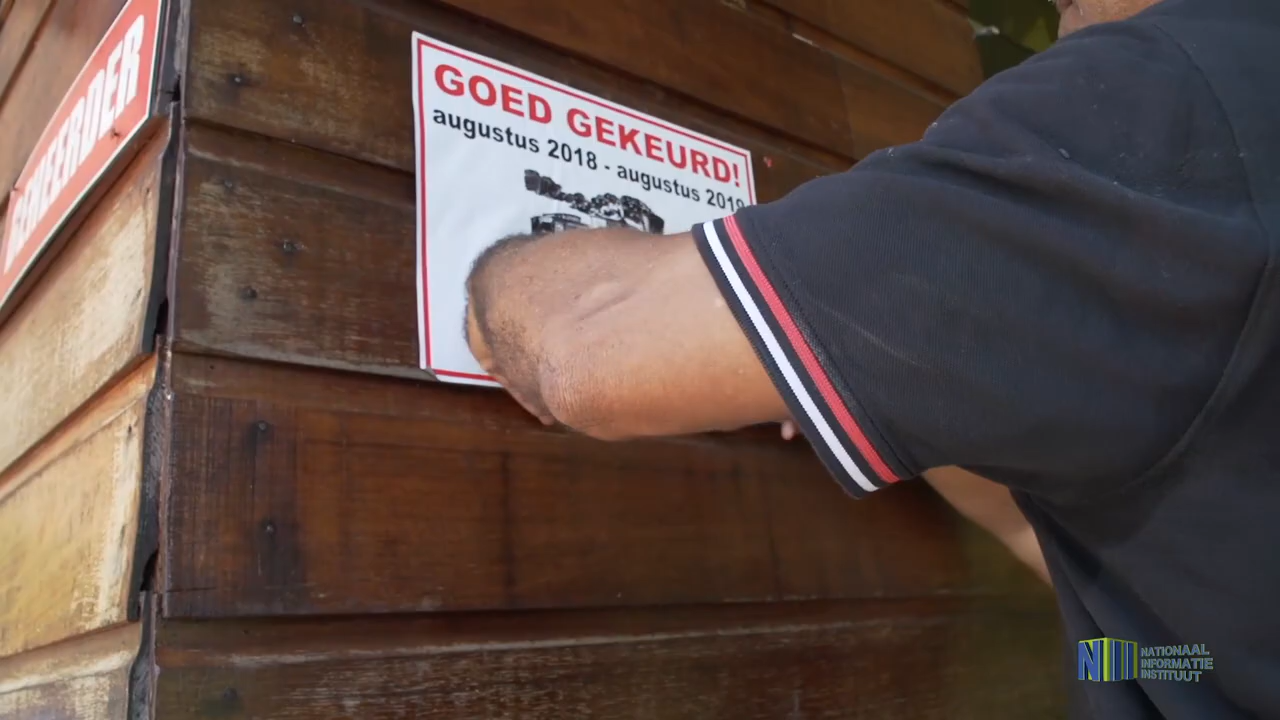 GOED GEKEURD!
augustus 2018 - augustus 2019
NATIONAAL
INFORMATIE
INSTITUUT